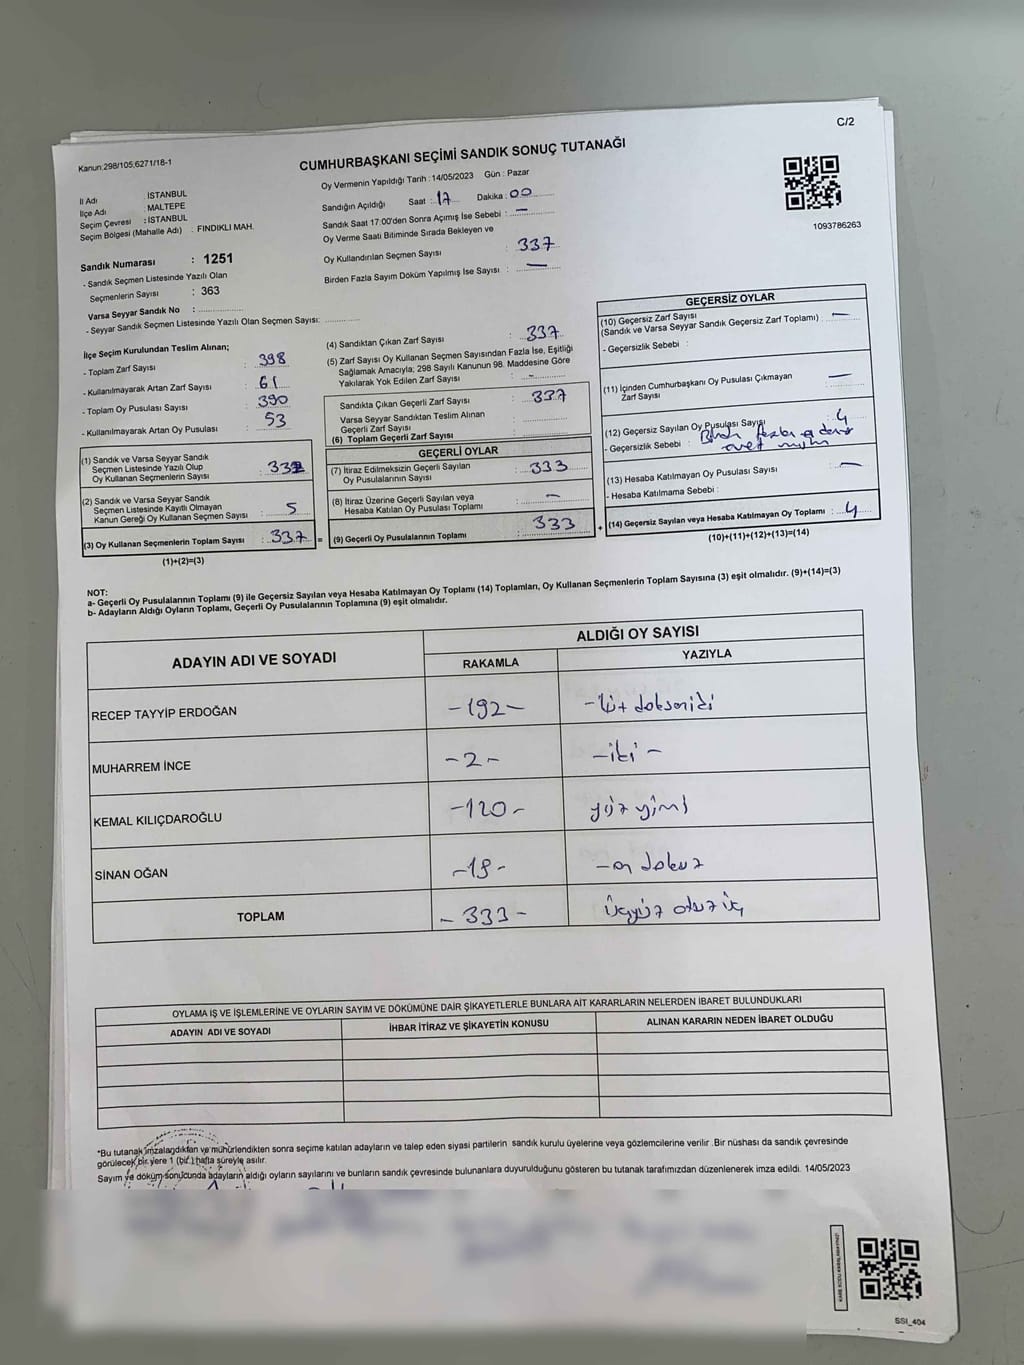 C/2
Kanun:298/105,6271/18-1
CUMHURBAŞKANI SEÇİMİ SANDIK SONUÇ TUTANAĞI
İl Adı : İSTANBUL
İlçe Adı : MALTEPE
Seçim Çevresi : İSTANBUL
Seçim Bölgesi (Mahalle Adı) : FINDIKLI MAH.
Oy Vermenin Yapıldığı Tarih :14/05/2023 Gün : Pazar
Sandığın Açıldığı Saat : 17 Dakika : 00
Sandık Saat 17:00'den Sonra Açımış İse Sebebi : —
Oy Verme Saati Bitiminde Sırada Bekleyen ve
Oy Kullandırılan Seçmen Sayısı : 337
Birden Fazla Sayım Döküm Yapılmış İse Sayısı : —
1093786263
Sandık Numarası : 1251
- Sandık Seçmen Listesinde Yazılı Olan
Seçmenlerin Sayısı : 363
Varsa Seyyar Sandık No :
- Seyyar Sandık Seçmen Listesinde Yazılı Olan Seçmen Sayısı:
İlçe Seçim Kurulundan Teslim Alınan;
- Toplam Zarf Sayısı : 398
- Kullanılmayarak Artan Zarf Sayısı : 61
- Toplam Oy Pusulası Sayısı : 390
- Kullanılmayarak Artan Oy Pusulası : 53
(1) Sandık ve Varsa Seyyar Sandık
Seçmen Listesinde Yazılı Olup
Oy Kullanan Seçmenlerin Sayısı : 332
(2) Sandık ve Varsa Seyyar Sandık
Seçmen Listesinde Kayıtlı Olmayan
Kanun Gereği Oy Kullanan Seçmen Sayısı : 5
(3) Oy Kullanan Seçmenlerin Toplam Sayısı : 337
(1)+(2)=(3)
(4) Sandıktan Çıkan Zarf Sayısı : 337
(5) Zarf Sayısı Oy Kullanan Seçmen Sayısından Fazla İse, Eşitliği
Sağlamak Amacıyla; 298 Sayılı Kanunun 98. Maddesine Göre
Yakılarak Yok Edilen Zarf Sayısı : -
Sandıkta Çıkan Geçerli Zarf Sayısı : 337
Varsa Seyyar Sandıktan Teslim Alınan
Geçerli Zarf Sayısı :
(6) Toplam Geçerli Zarf Sayısı :
GEÇERLİ OYLAR
(7) İtiraz Edilmeksizin Geçerli Sayılan
Oy Pusulalarının Sayısı : 333
(8) İtiraz Üzerine Geçerli Sayılan veya
Hesaba Katılan Oy Pusulası Toplamı : —
= (9) Geçerli Oy Pusulalarının Toplamı : 333 +
GEÇERSİZ OYLAR
(10) Geçersiz Zarf Sayısı
(Sandık ve Varsa Seyyar Sandık Geçersiz Zarf Toplamı) : —
- Geçersizlik Sebebi :
(11) İçinden Cumhurbaşkanı Oy Pusulası Çıkmayan
Zarf Sayısı : —
(12) Geçersiz Sayılan Oy Pusulası Sayısı : 4
- Geçersizlik Sebebi : Birden fazla
evet
(13) Hesaba Katılmayan Oy Pusulası Sayısı : —
- Hesaba Katılmama Sebebi :
(14) Geçersiz Sayılan veya Hesaba Katılmayan Oy Toplamı : 4
(10)+(11)+(12)+(13)=(14)
NOT:
a- Geçerli Oy Pusulalarının Toplamı (9) ile Geçersiz Sayılan veya Hesaba Katılmayan Oy Toplamı (14) Toplamları, Oy Kullanan Seçmenlerin Toplam Sayısına (3) eşit olmalıdır. (9)+(14)=(3)
b- Adayların Aldığı Oyların Toplamı, Geçerli Oy Pusulalarının Toplamına (9) eşit olmalıdır.
ADAYIN ADI VE SOYADI
ALDIĞI OY SAYISI
RAKAMLA YAZIYLA
RECEP TAYYİP ERDOĞAN -192- -Yüz doksaniki
MUHARREM İNCE -2- -iki-
KEMAL KILIÇDAROĞLU -120- yüz yirmi
SİNAN OĞAN -19- -on dokuz
TOPLAM -333- üçyüz otuz üç
OYLAMA İŞ VE İŞLEMLERİNE VE OYLARIN SAYIM VE DÖKÜMÜNE DAİR ŞİKAYETLERLE BUNLARA AİT KARARLARIN NELERDEN İBARET BULUNDUKLARI
ADAYIN ADI VE SOYADI İHBAR İTİRAZ VE ŞİKAYETİN KONUSU ALINAN KARARIN NEDEN İBARET OLDUĞU
*Bu tutanak imzalandıktan ve mühürlendikten sonra seçime katılan adayların ve talep eden siyasi partilerin sandık kurulu üyelerine veya gözlemcilerine verilir. Bir nüshası da sandık çevresinde
görülecek bir yere 1 (bir) hafta süreyle asılır.
Sayım ve döküm sonucunda adayların aldığı oyların sayılarını ve bunların sandık çevresinde bulunanlara duyurulduğunu gösteren bu tutanak tarafımızdan düzenlenerek imza edildi. 14/05/2023
SSI_404